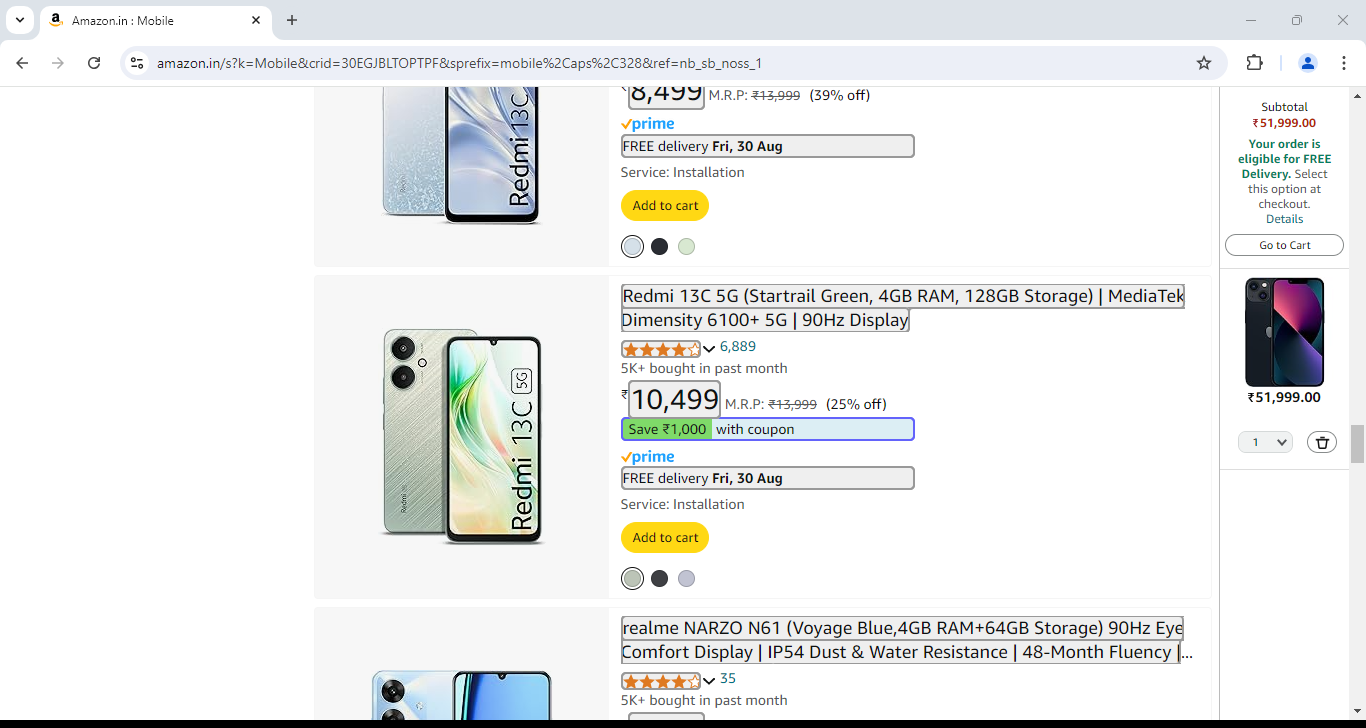 Amazon.in : Mobile
amazon.in/s?k=Mobile&crid=30EGJBLTOPTPF&sprefix=mobile%2Caps%2C328&ref=nb_sb_noss_1
Redmi 13C
₹8,499 M.R.P: ₹13,999 (39% off)
prime
FREE delivery Fri, 30 Aug
Service: Installation
Add to cart
Redmi
Redmi 13C 5G
Redmi 13C 5G (Startrail Green, 4GB RAM, 128GB Storage) | MediaTek
Dimensity 6100+ 5G | 90Hz Display
6,889
5K+ bought in past month
₹10,499 M.R.P: ₹13,999 (25% off)
Save ₹1,000 with coupon
prime
FREE delivery Fri, 30 Aug
Service: Installation
Add to cart
realme NARZO N61 (Voyage Blue,4GB RAM+64GB Storage) 90Hz Eye
Comfort Display | IP54 Dust & Water Resistance | 48-Month Fluency |...
35
5K+ bought in past month
Subtotal
₹51,999.00
Your order is
eligible for FREE
Delivery. Select
this option at
checkout.
Details
Go to Cart
₹51,999.00
1